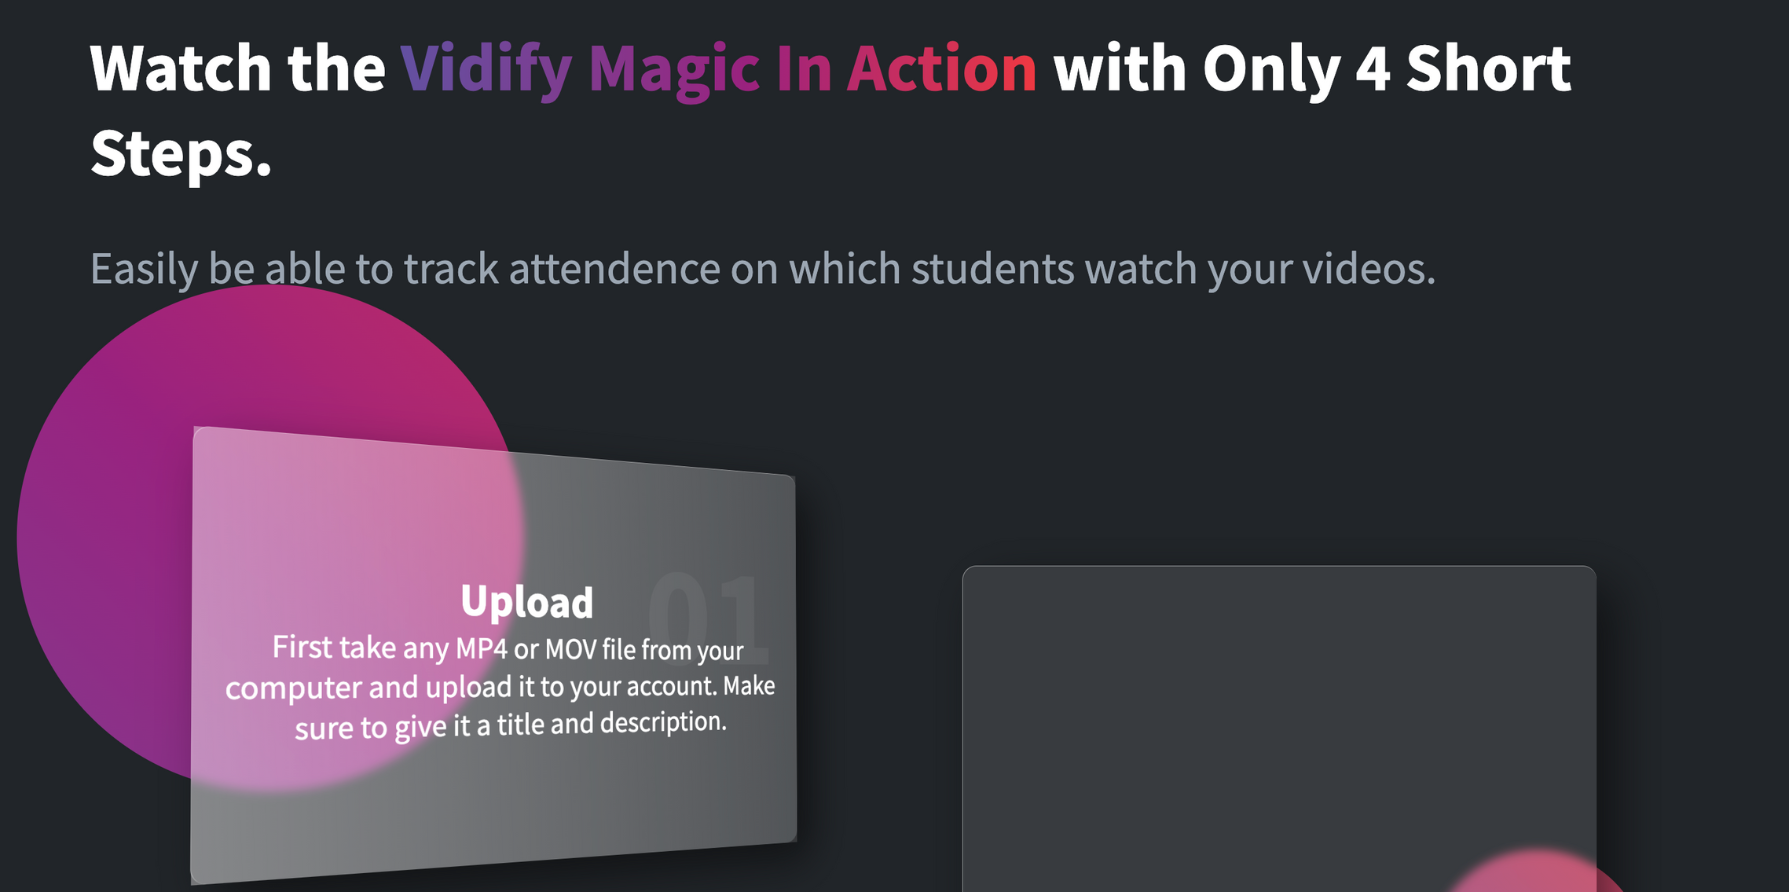 Watch the Vidify Magic In Action with Only 4 Short
Steps.
Easily be able to track attendence on which students watch your videos.
01
Upload
First take any MP4 or MOV file from your
computer and upload it to your account. Make
sure to give it a title and description.